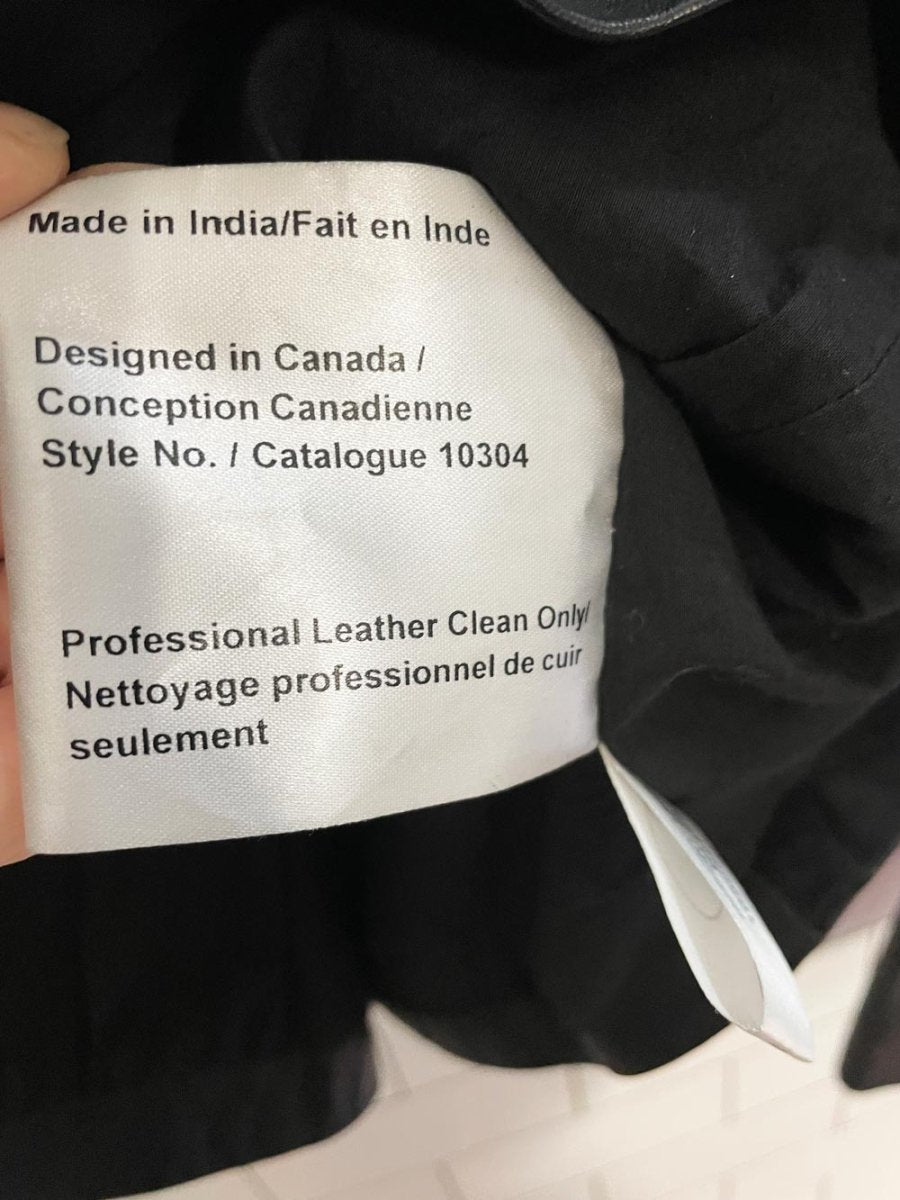 Made in India/Fait en Inde
Designed in Canada /
Conception Canadienne
Style No. / Catalogue 10304
Professional Leather Clean Only/
Nettoyage professionnel de cuir
seulement